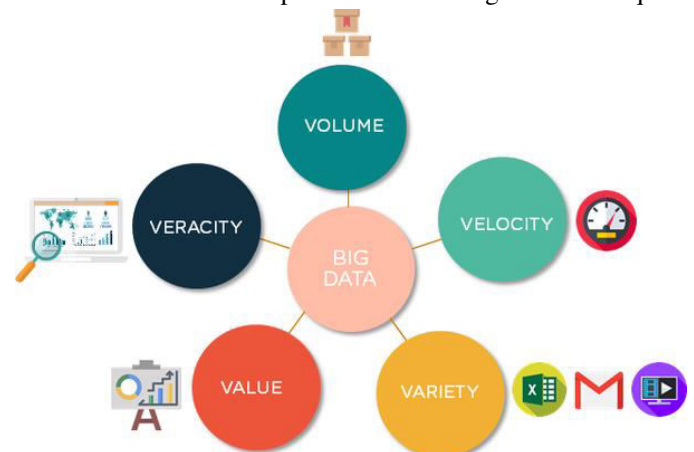 VOLUME
VERACITY
VELOCITY
BIG
DATA
VALUE
VARIETY
X
M